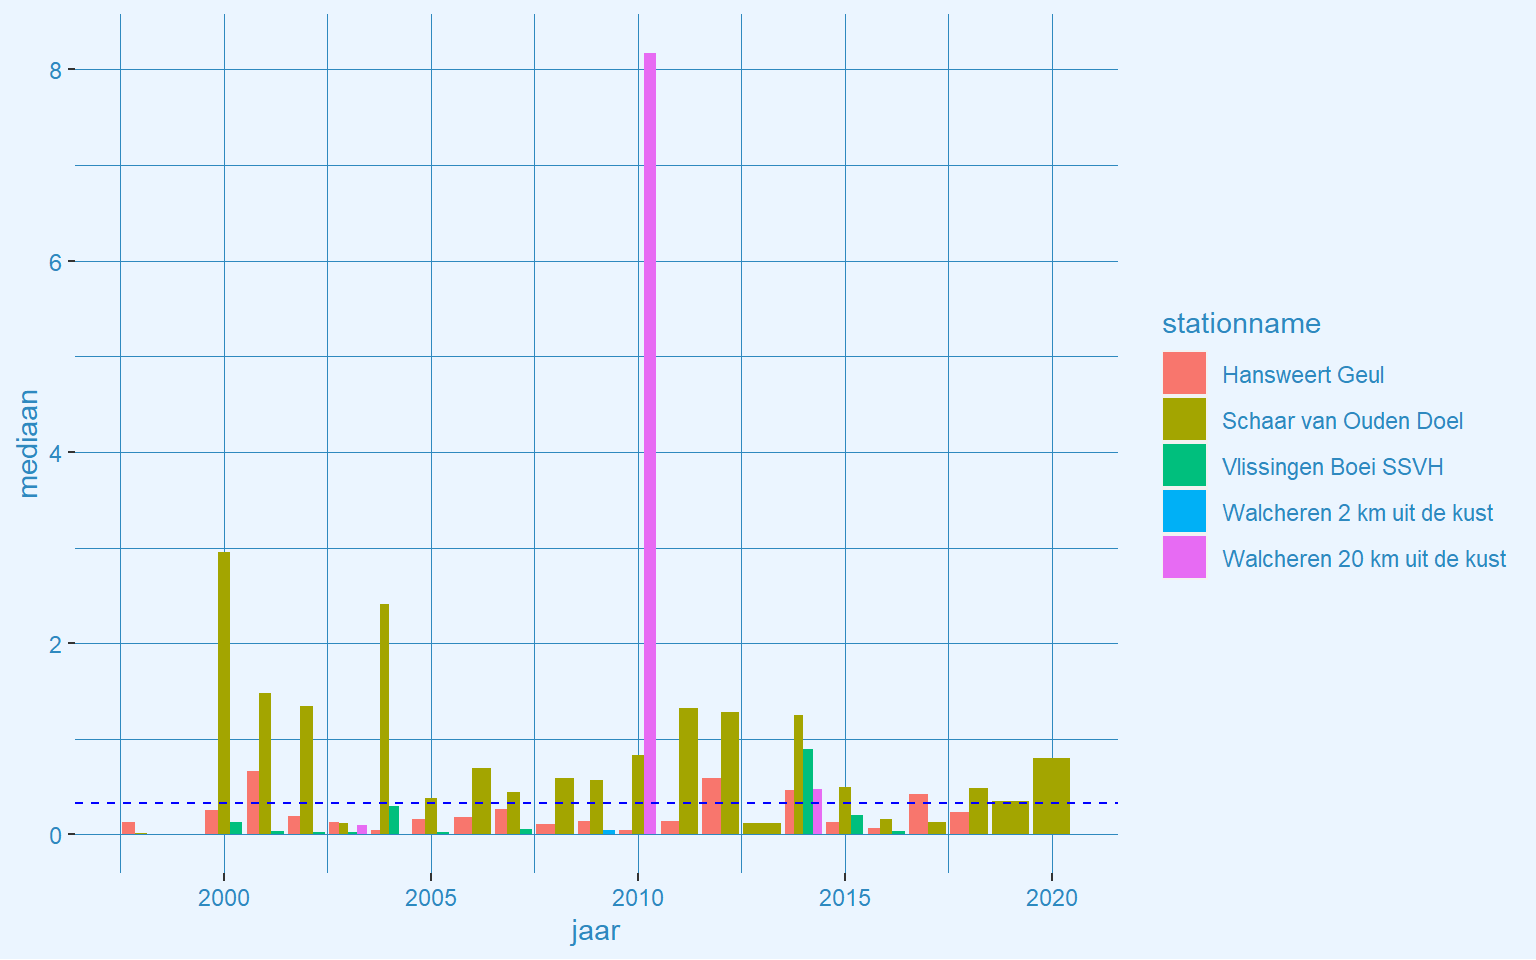 8
6
4
2
0
mediaan
2000
2005
2010
2015
2020
jaar
stationname
Hansweert Geul
Schaar van Ouden Doel
Vlissingen Boei SSVH
Walcheren 2 km uit de kust
Walcheren 20 km uit de kust